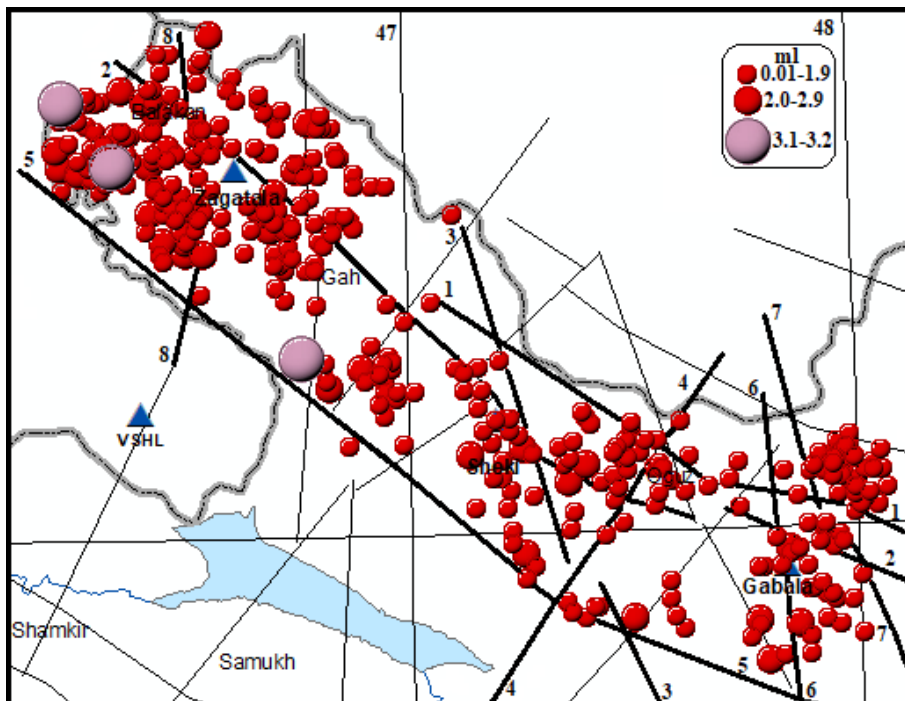 8
47
48
ml
0.01-1.9
2.0-2.9
3.1-3.2
2
Balakan
5
Zagatala
3
Gah
1
7
8
4
6
VSHL
Sheki
Oguz
1
2
Gabala
Shamkir
7
Samukh
5
4
3
6